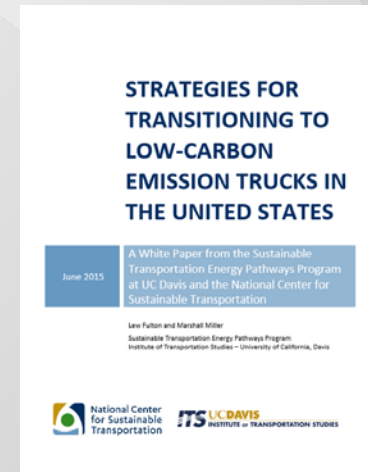 STRATEGIES FOR
TRANSITIONING TO
LOW-CARBON
EMISSION TRUCKS IN
THE UNITED STATES
June 2015
A White Paper from the Sustainable
Transportation Energy Pathways Program
at UC Davis and the National Center for
Sustainable Transportation
Lew Fulton and Marshall Miller
Sustainable Transportation Energy Pathways Program
Institute of Transportation Studies – University of California, Davis
National Center
for Sustainable
Transportation
ITS UCDAVIS
INSTITUTE OF TRANSPORTATION STUDIES